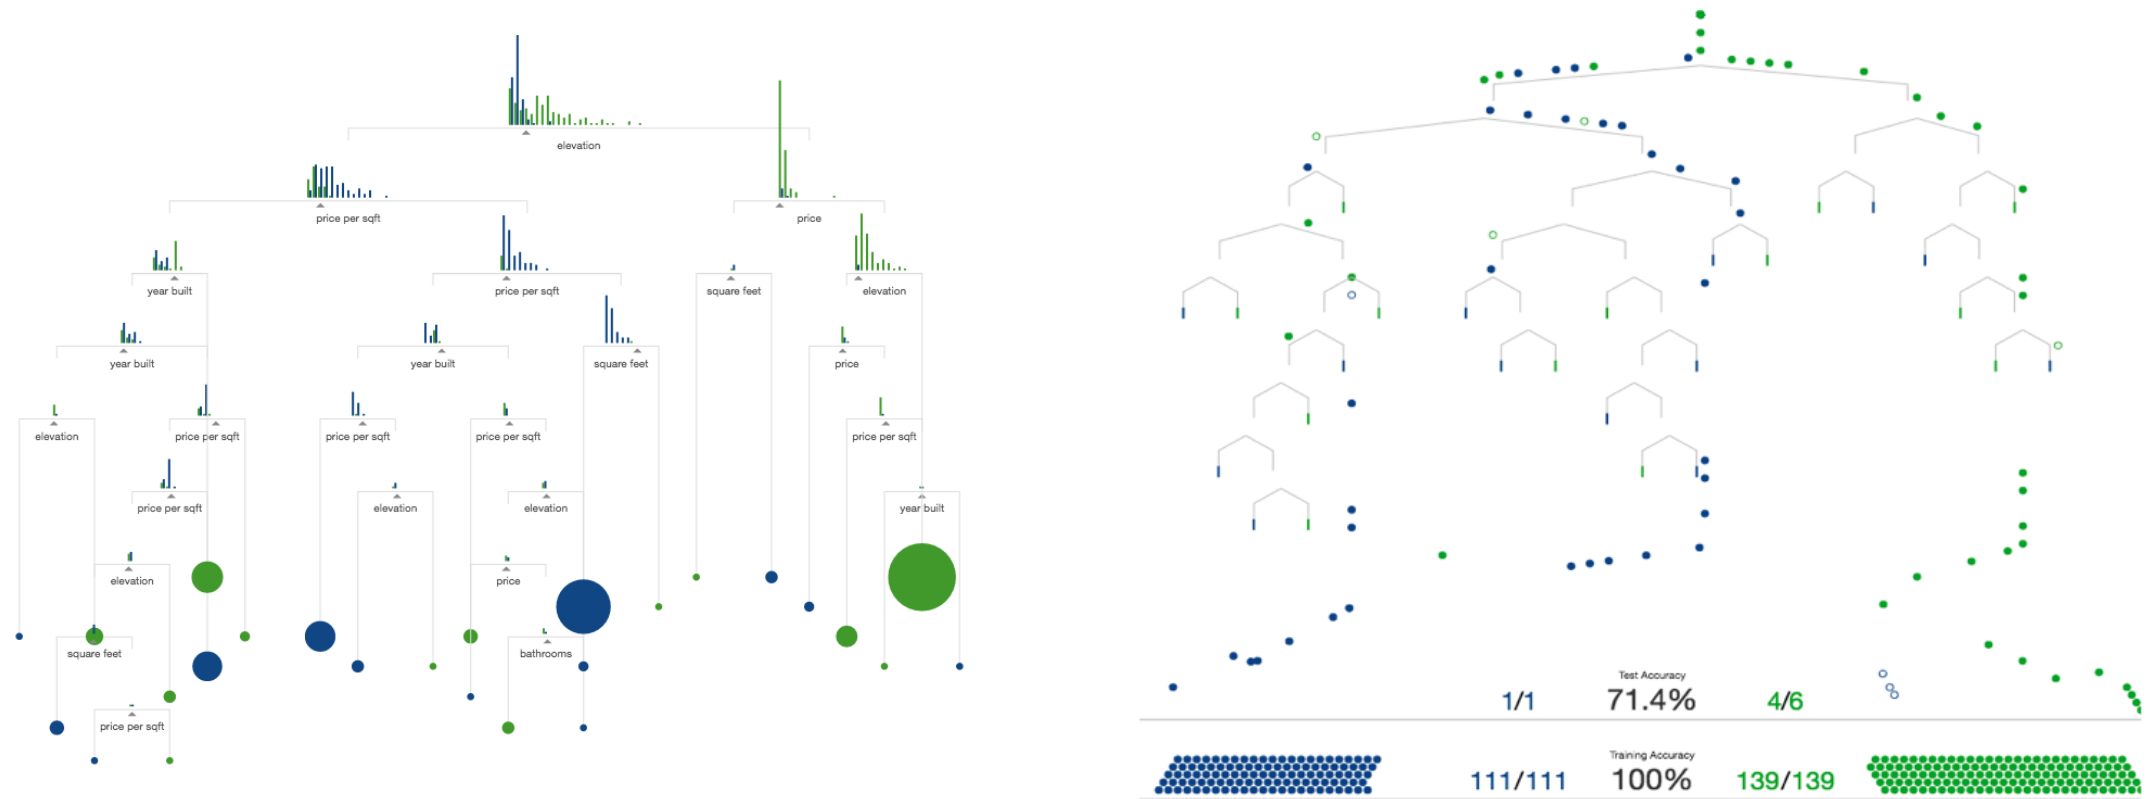 elevation
price per sqft
price
year built
price per sqft
square feet
elevation
year built
year built
square feet
price
elevation
price per sqft
price per sqft
price per sqft
price per sqft
price per sqft
elevation
elevation
year built
elevation
price
square feet
bathrooms
price per sqft
Test Accuracy
1/1
71.4%
4/6
Training Accuracy
111/111
100%
139/139